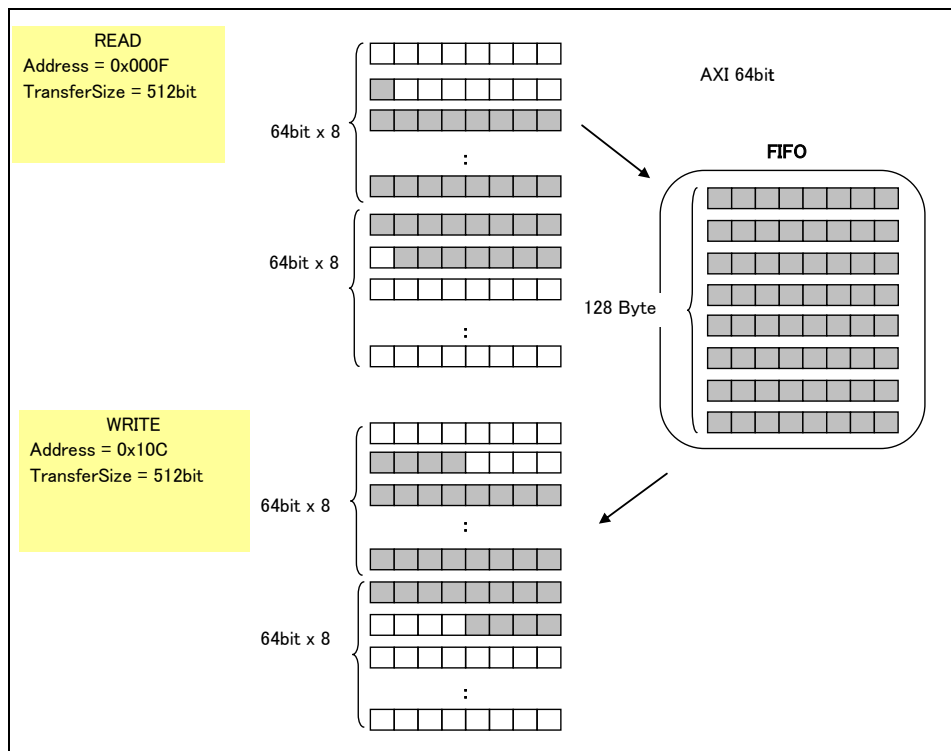 READ
Address = 0x000F
TransferSize = 512bit
64bit x 8
:
64bit x 8
:
AXI 64bit
FIFO
128 Byte
WRITE
Address = 0x10C
TransferSize = 512bit
64bit x 8
:
64bit x 8
: